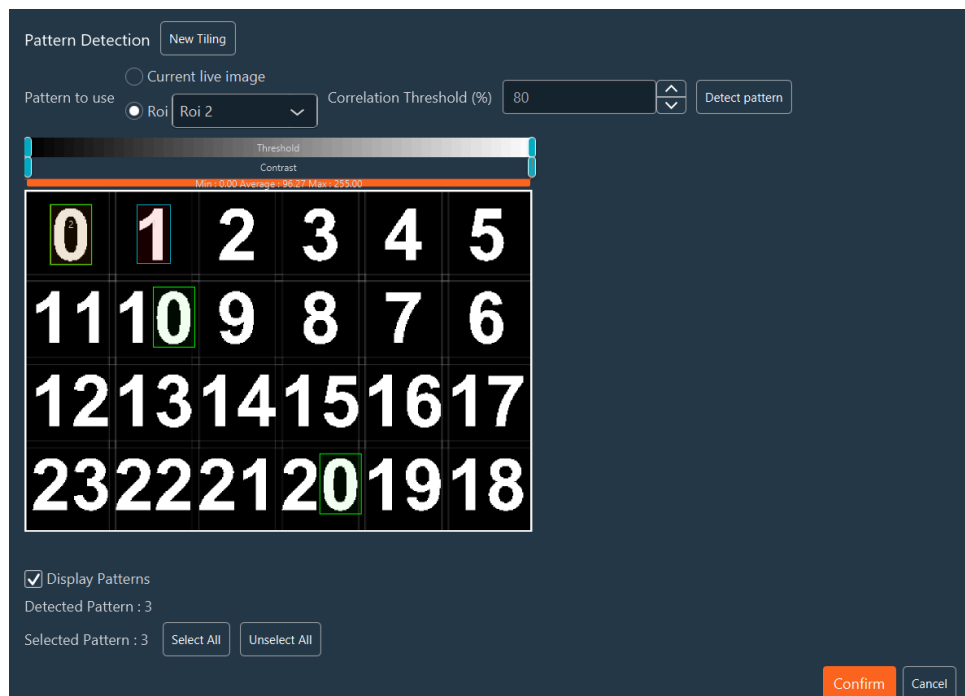 Pattern Detection New Tiling
Current live image
Pattern to use
Roi Roi 2 Correlation Threshold (%) 80 Detect pattern
Threshold
Contrast
Min : 0.00 Average : 96.27 Max : 255.00
0 2 1 2 3 4 5
11 10 9 8 7 6
12 13 14 15 16 17
23 22 21 20 19 18
Display Patterns
Detected Pattern : 3
Selected Pattern : 3 Select All Unselect All
Confirm Cancel